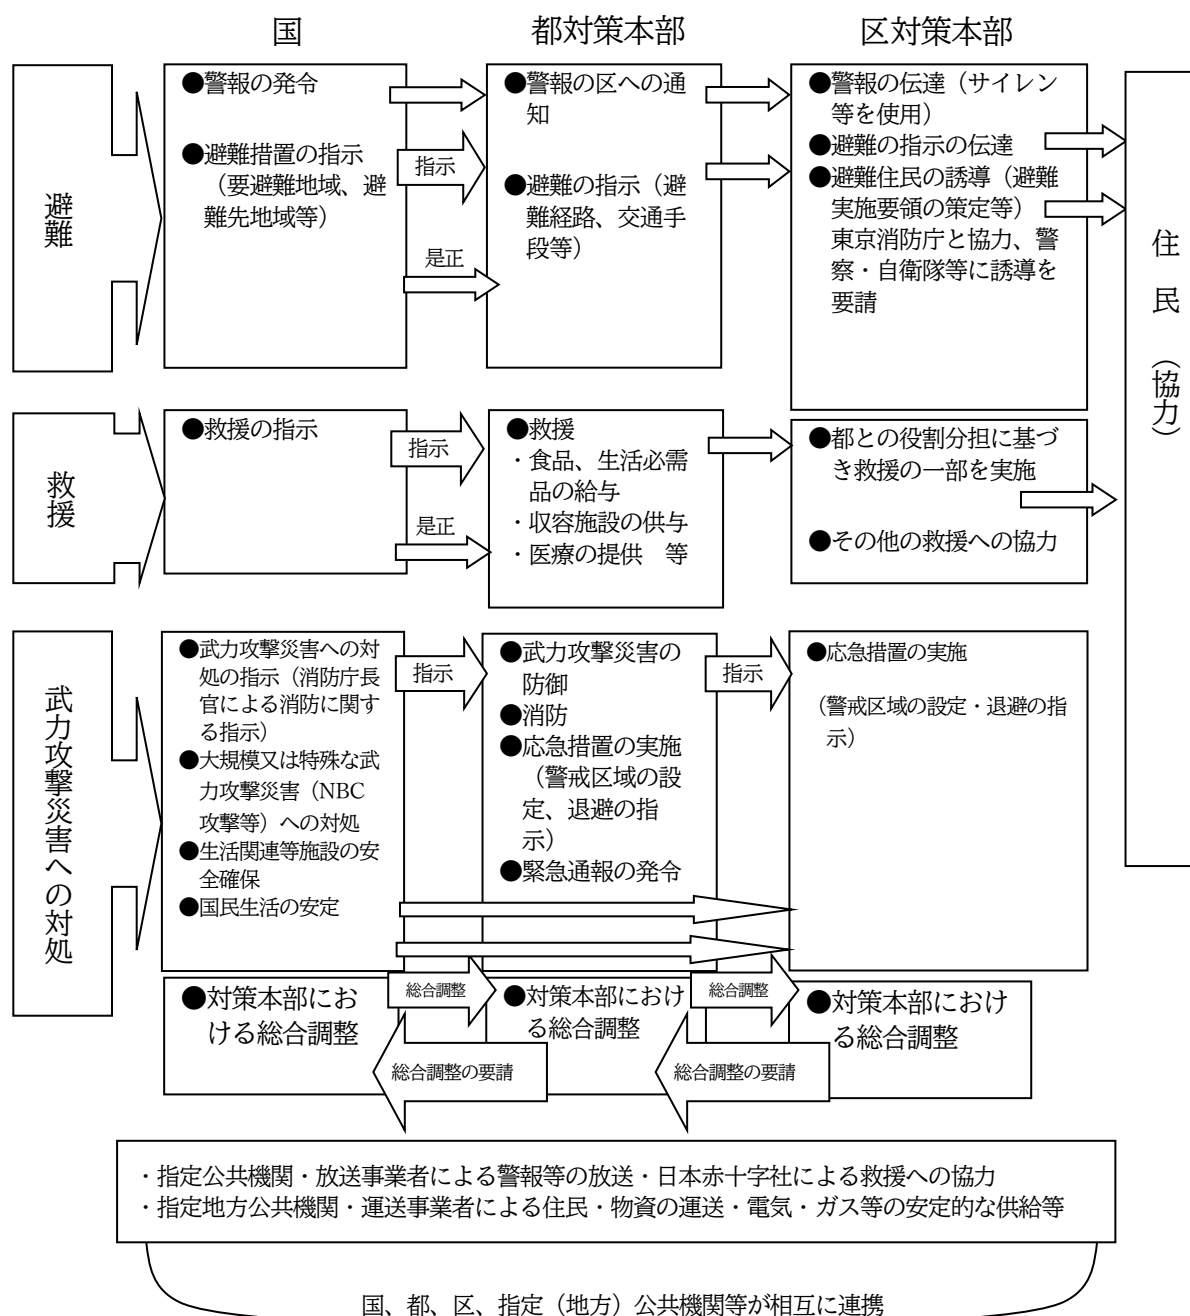 国
都対策本部
区対策本部
避難
●警報の発令
●避難措置の指示
（要避難地域、避
難先地域等）
指示
是正
●警報の区への通
知
●避難の指示（避
難経路、交通手
段等）
●警報の伝達（サイレン
等を使用）
●避難の指示の伝達
●避難住民の誘導（避難
実施要領の策定等）
東京消防庁と協力、警
察・自衛隊等に誘導を
要請
住民（協力）
救援
●救援の指示
指示
是正
●救援
・食品、生活必需
品の給与
・収容施設の供与
・医療の提供　等
●都との役割分担に基づ
き救援の一部を実施
●その他の救援への協力
武力攻撃災害への対処
●武力攻撃災害への対
処の指示（消防庁長
官による消防に関す
る指示）
●大規模又は特殊な武
力攻撃災害（NBC
攻撃等）への対処
●生活関連等施設の安
全確保
●国民生活の安定
指示
●武力攻撃災害の
防御
●消防
●応急措置の実施
（警戒区域の設
定、退避の指
示）
●緊急通報の発令
指示
●応急措置の実施
（警戒区域の設定・退避の指
示）
●対策本部にお
ける総合調整
総合調整
総合調整の要請
●対策本部におけ
る総合調整
総合調整
総合調整の要請
●対策本部におけ
る総合調整
・指定公共機関・放送事業者による警報等の放送・日本赤十字社による救援への協力
・指定地方公共機関・運送事業者による住民・物資の運送・電気・ガス等の安定的な供給等
国、都、区、指定（地方）公共機関等が相互に連携